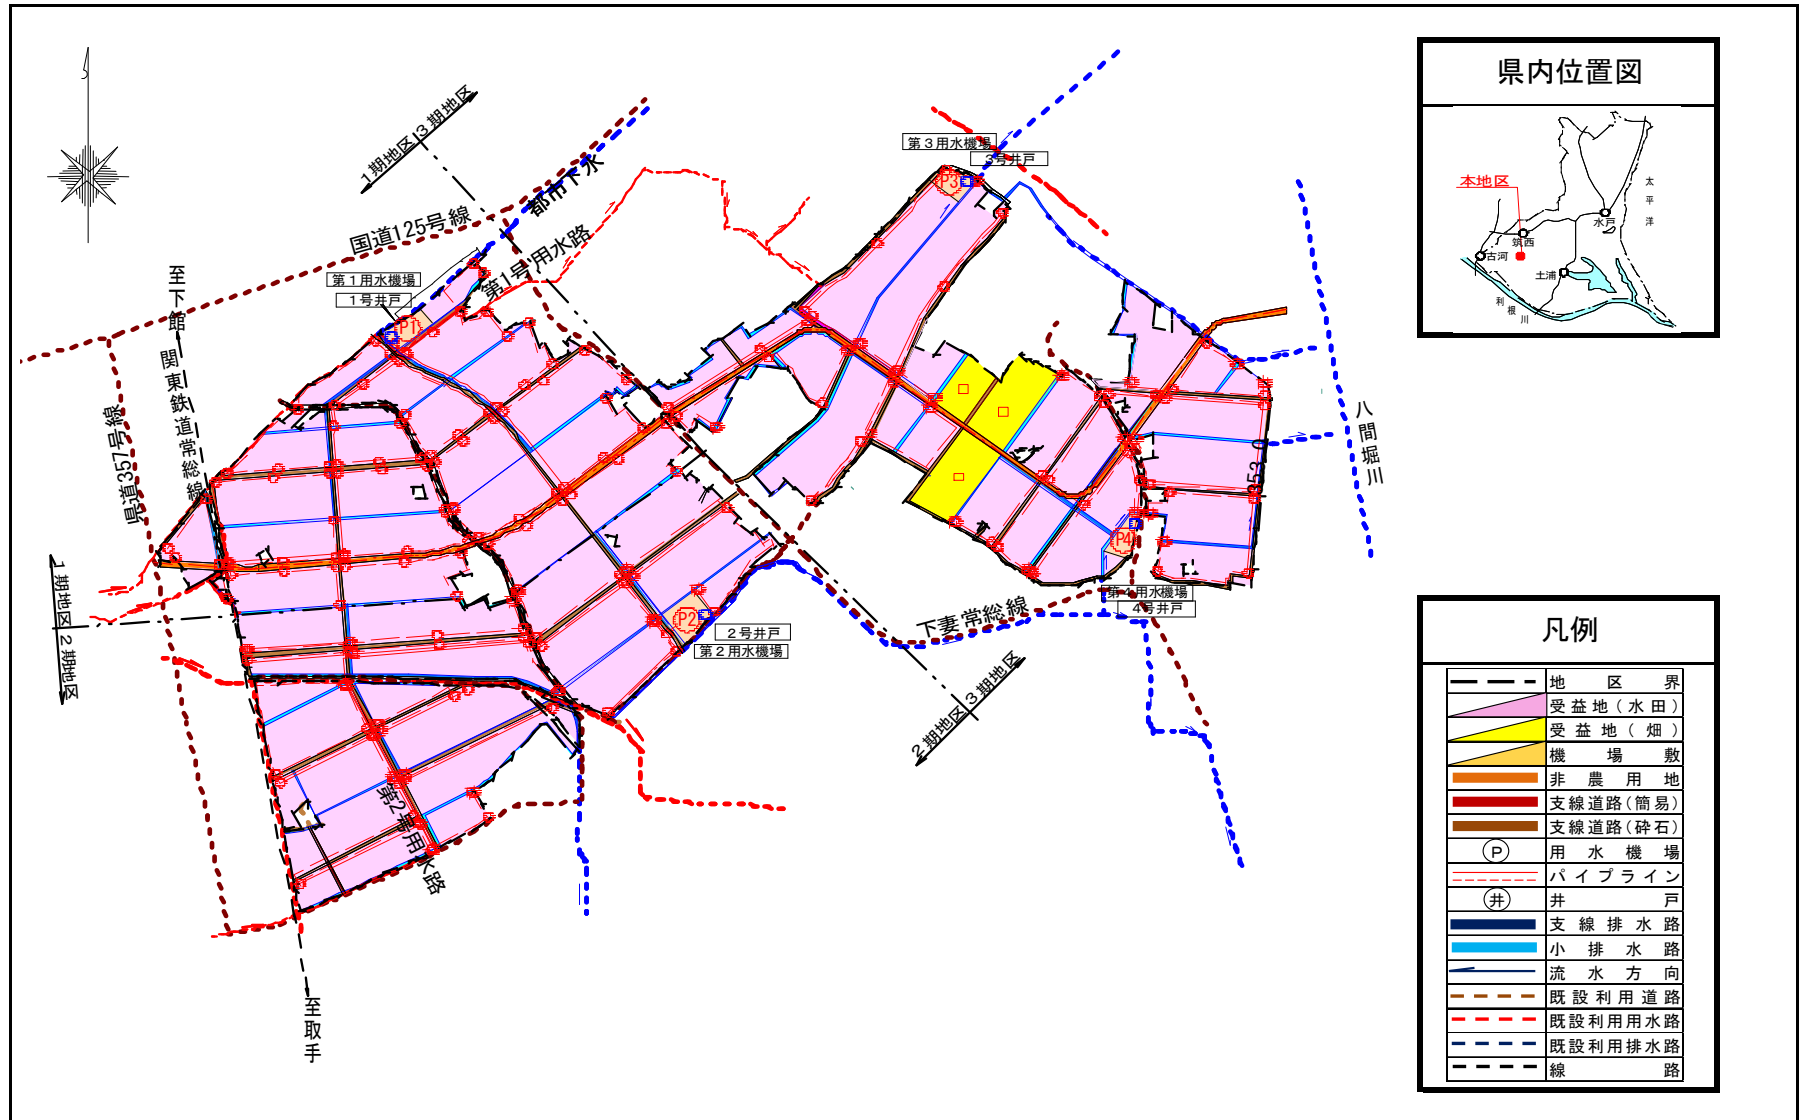 県内位置図
本地区
太平洋
水戸
筑西
古河
土浦
利根川
1期地区
3期地区
都市下水
国道125号線
第1号用水路
第1用水機場
1号井戸
第3用水機場
3号井戸
P3
P1
至下館
関東鉄道常総線
県道357号線
八間堀川
353.0
P4
1期地区
2期地区
P2
2号井戸
第2用水機場
第4用水機場
4号井戸
下妻常総線
2期地区
3期地区
第2号用水路
至取手
凡例
地区界
受益地(水田)
受益地(畑)
機場敷
非農用地
支線道路(簡易)
支線道路(砕石)
P 用水機場
パイプライン
井 井戸
支線排水路
小排水路
流水方向
既設利用道路
既設利用用水路
既設利用排水路
線路